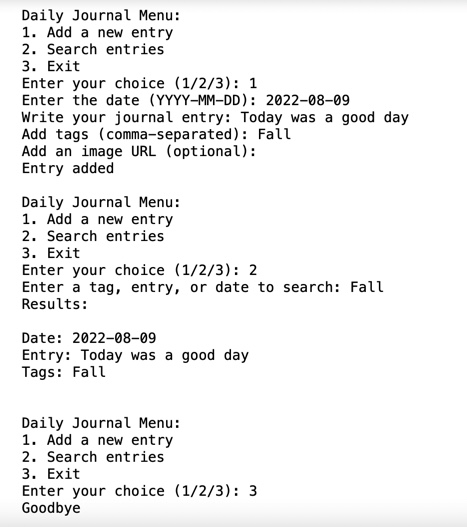 Daily Journal Menu:
1. Add a new entry
2. Search entries
3. Exit
Enter your choice (1/2/3): 1
Enter the date (YYYY-MM-DD): 2022-08-09
Write your journal entry: Today was a good day
Add tags (comma-separated): Fall
Add an image URL (optional):
Entry added

Daily Journal Menu:
1. Add a new entry
2. Search entries
3. Exit
Enter your choice (1/2/3): 2
Enter a tag, entry, or date to search: Fall
Results:

Date: 2022-08-09
Entry: Today was a good day
Tags: Fall

Daily Journal Menu:
1. Add a new entry
2. Search entries
3. Exit
Enter your choice (1/2/3): 3
Goodbye